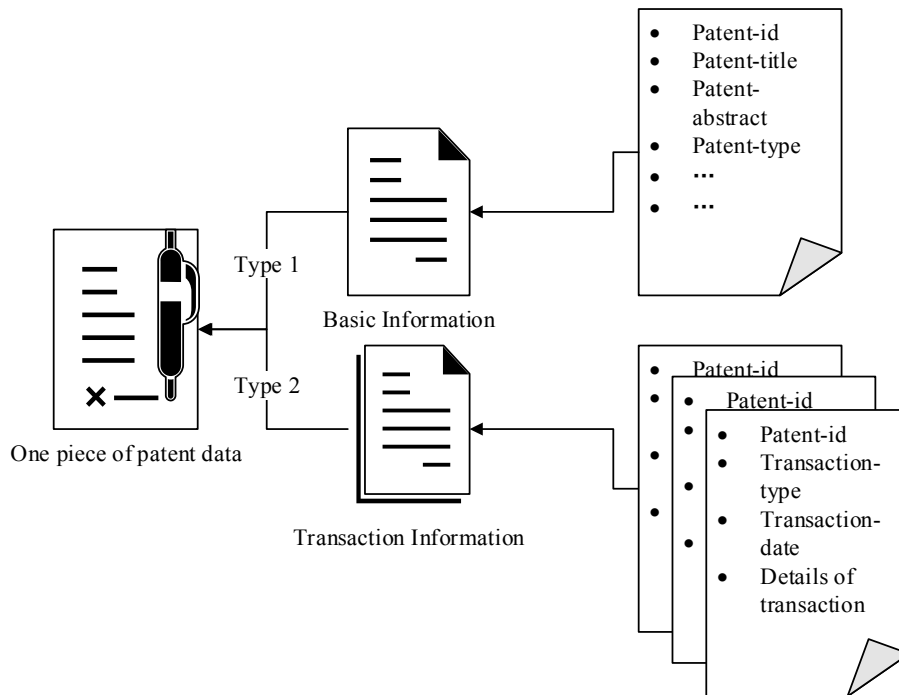 • Patent-id
• Patent-title
• Patent-
abstract
• Patent-type
• ...
• ...
Type 1
Basic Information
One piece of patent data
Type 2
Transaction Information
• Patent-id
•
•
•
• Patent-id
•
•
•
• Patent-id
• Transaction-
type
• Transaction-
date
• Details of
transaction